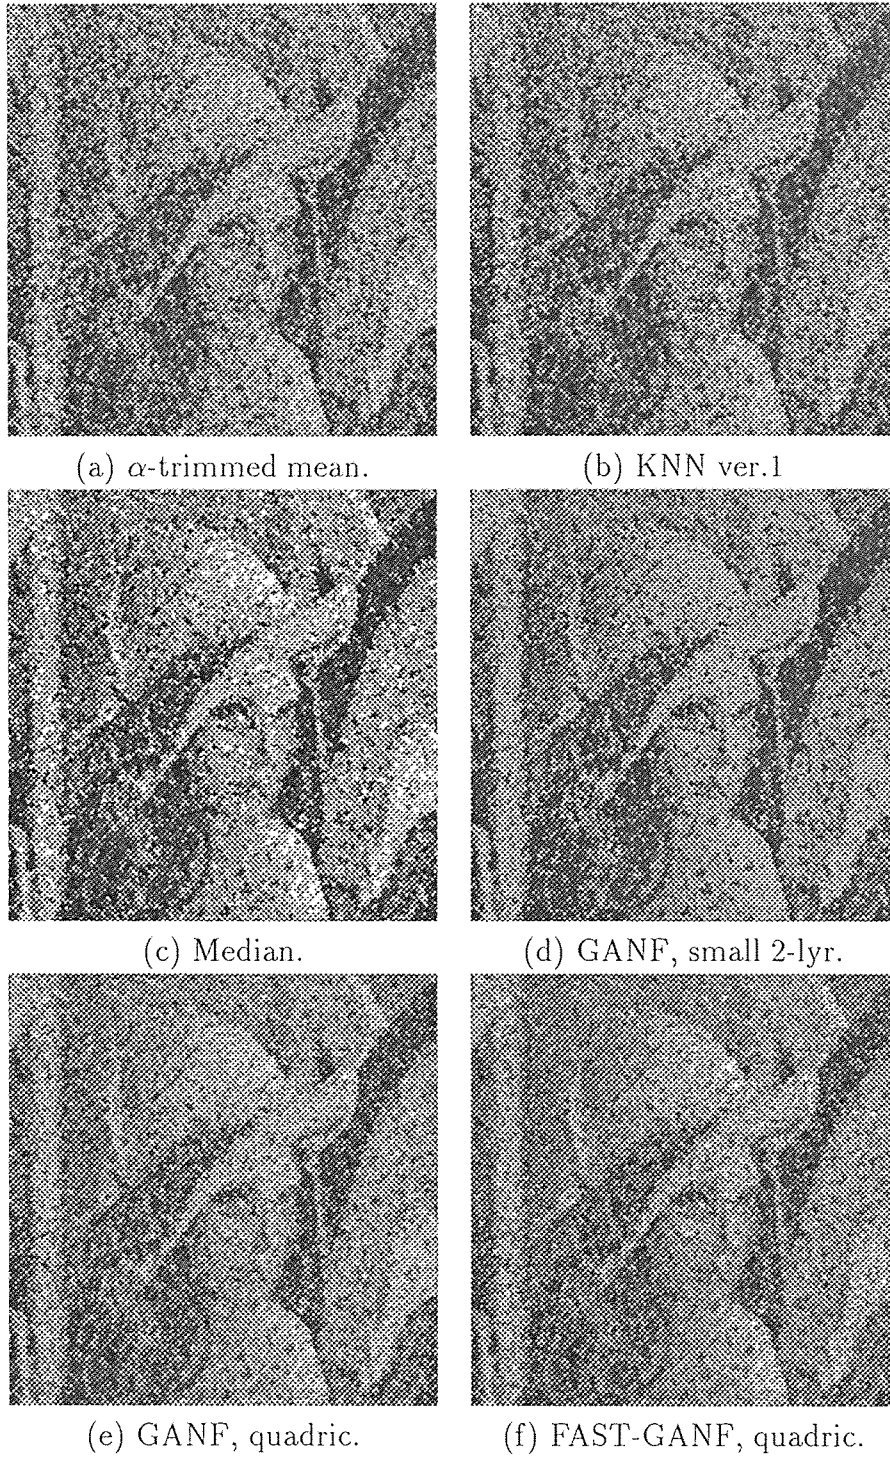 (a) α-trimmed mean.
(b) KNN ver.1
(c) Median.
(d) GANF, small 2-lyr.
(e) GANF, quadric.
(f) FAST-GANF, quadric.